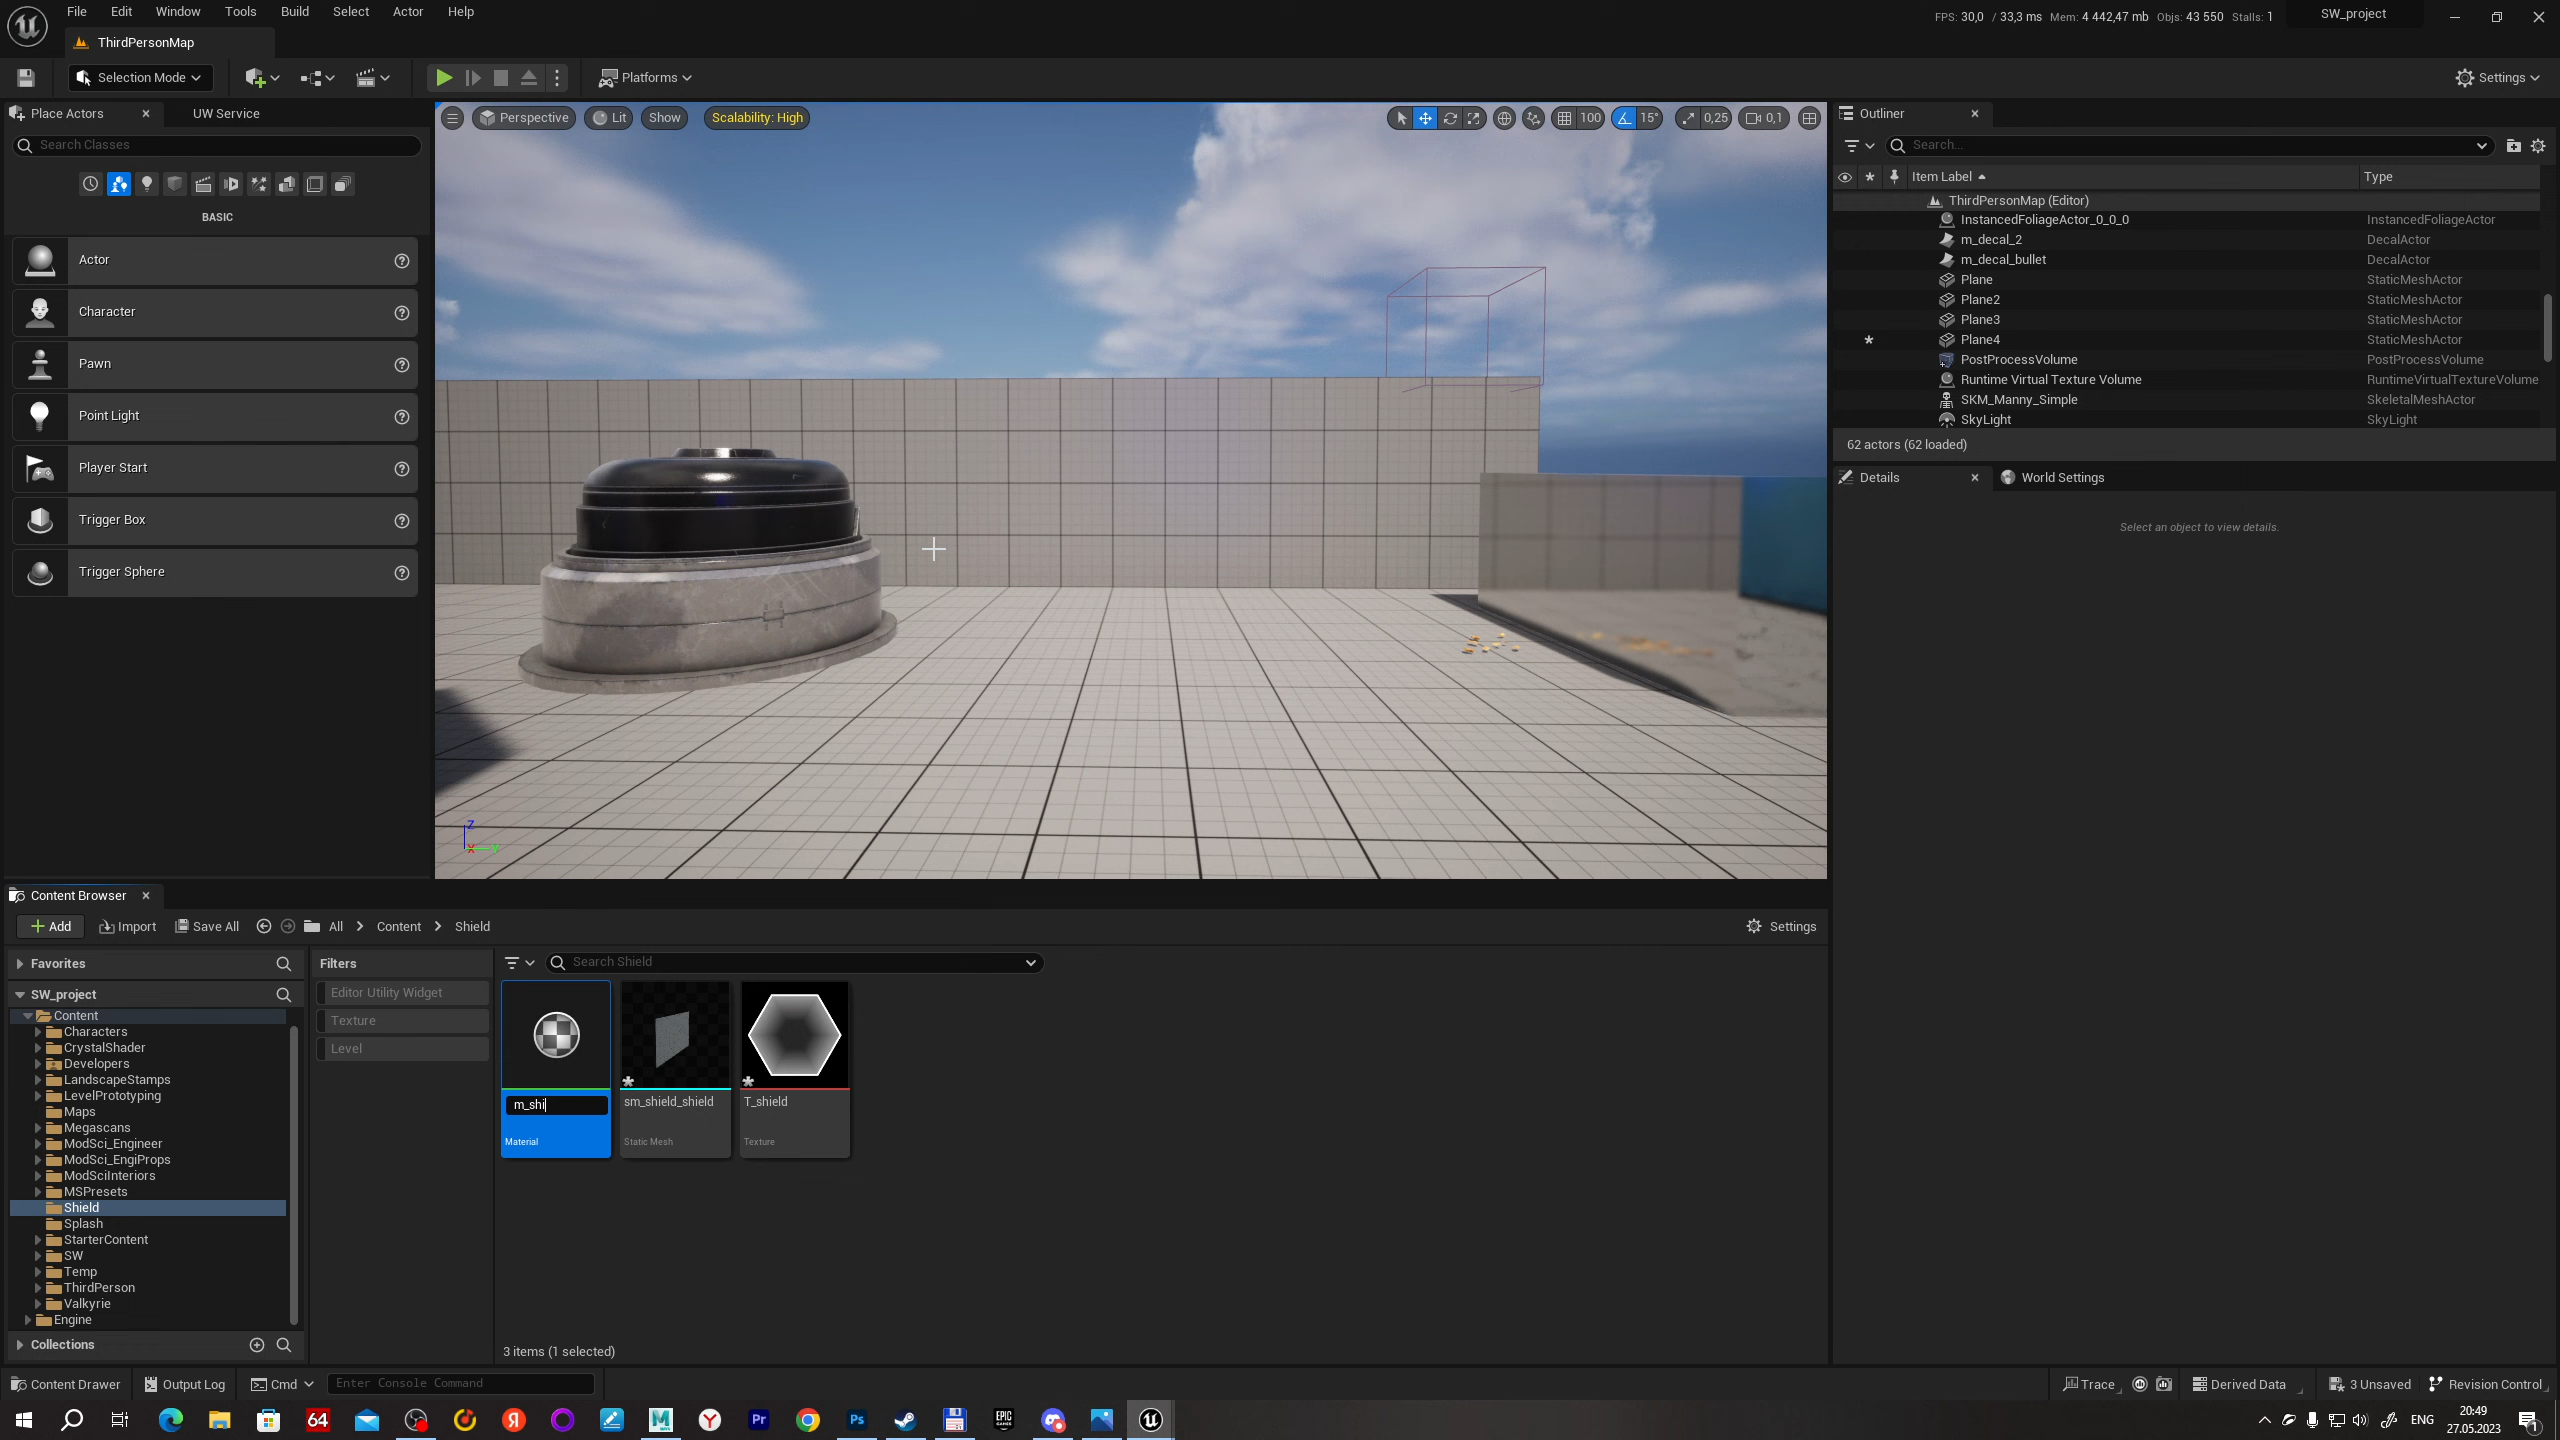 File Edit Window Tools Build Select Actor Help
FPS: 30,0 / 33,3 ms Mem: 4 442,47 mb Objs: 43 550 Stalls: 1
SW_project
ThirdPersonMap
Selection Mode
Platforms
Settings
Place Actors
UW Service
Search Classes
BASIC
Actor
Character
Pawn
Point Light
Player Start
Trigger Box
Trigger Sphere
Perspective Lit Show Scalability: High
100 15° 0,25 0,1
Outliner
Search...
Item Label Type
ThirdPersonMap (Editor)
InstancedFoliageActor_0_0_0 InstancedFoliageActor
m_decal_2 DecalActor
m_decal_bullet DecalActor
Plane StaticMeshActor
Plane2 StaticMeshActor
Plane3 StaticMeshActor
Plane4 StaticMeshActor
PostProcessVolume PostProcessVolume
Runtime Virtual Texture Volume RuntimeVirtualTextureVolume
SKM_Manny_Simple SkeletalMeshActor
SkyLight SkyLight
62 actors (62 loaded)
Details
World Settings
Select an object to view details.
Z
X Y
Content Browser
Add Import Save All All Content Shield
Settings
Favorites
SW_project
Content
Characters
CrystalShader
Developers
LandscapeStamps
LevelPrototyping
Maps
Megascans
ModSci_Engineer
ModSci_EngiProps
ModSciInteriors
MSPresets
Shield
Splash
StarterContent
SW
Temp
ThirdPerson
Valkyrie
Engine
Collections
Filters
Editor Utility Widget
Texture
Level
Search Shield
m_shi
Material
sm_shield_shield
Static Mesh
T_shield
Texture
3 items (1 selected)
Content Drawer Output Log Cmd Enter Console Command
Trace Derived Data 3 Unsaved Revision Control
64
Я
Y
Pr
Ps
EPIC GAMES
ENG
20:49
27.05.2023
1